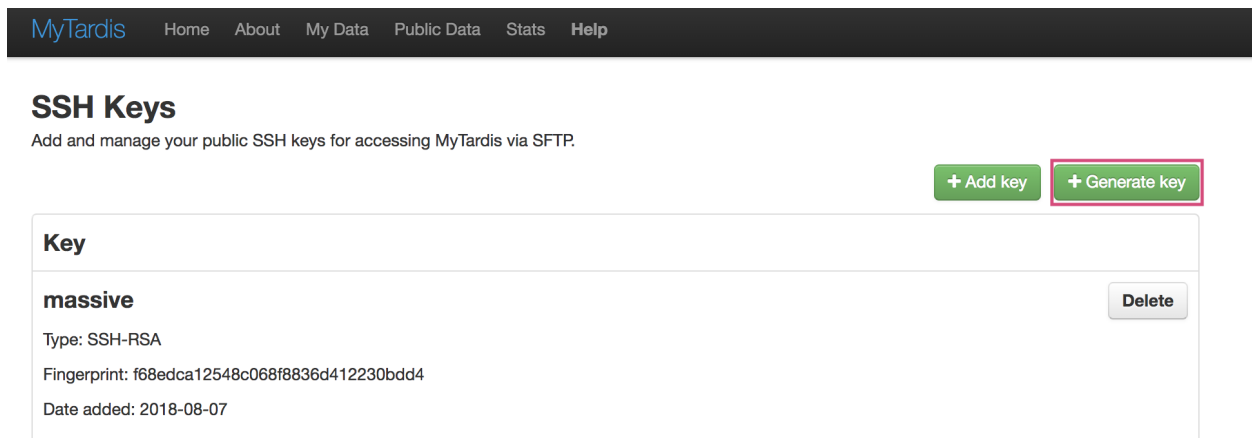 MyTardis Home About My Data Public Data Stats Help
SSH Keys
Add and manage your public SSH keys for accessing MyTardis via SFTP.
+ Add key + Generate key
Key
massive Delete
Type: SSH-RSA
Fingerprint: f68edca12548c068f8836d412230bdd4
Date added: 2018-08-07